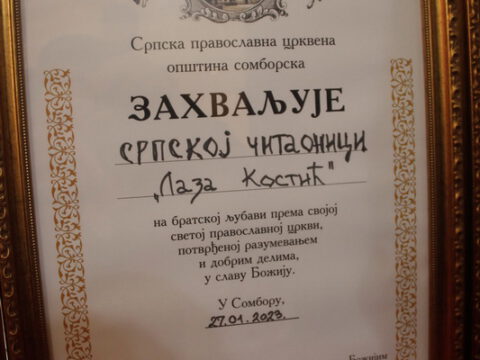 Српска православна црквена
општина сомборска
ЗАХВАЉУЈЕ
СРПСКОЈ ЧИТАОНИЦИ
„Лаза Костић"
на братској љубави према својој
светој православној цркви,
потврђеној разумевањем
и добрим делима,
у славу Божију.
У Сомбору,
27.01.2023.
Божијим